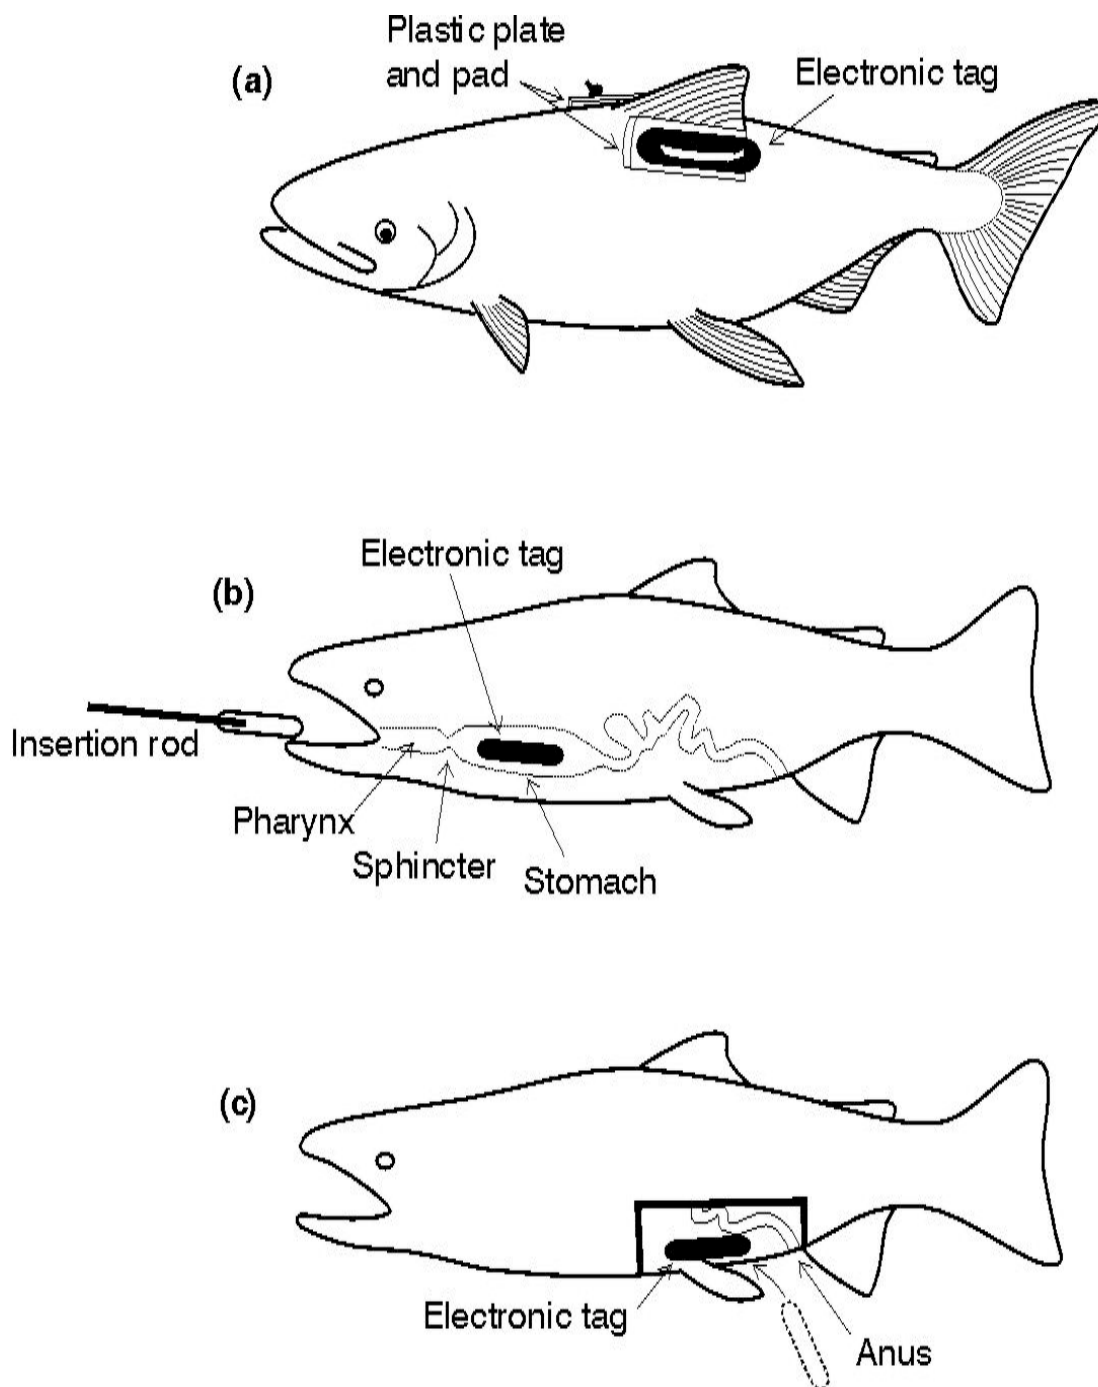 Plastic plate
and pad
(a)
Electronic tag
Electronic tag
(b)
Insertion rod
Pharynx
Sphincter
Stomach
(c)
Electronic tag
Anus